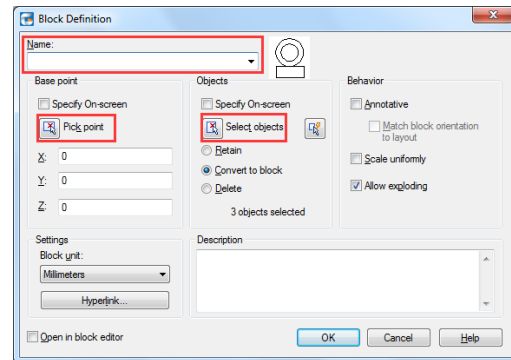 Block Definition
Name:
Base point
Specify On-screen
Pick point
X: 0
Y: 0
Z: 0
Objects
Specify On-screen
Select objects
Retain
Convert to block
Delete
3 objects selected
Behavior
Annotative
Match block orientation
to layout
Scale uniformly
Allow exploding
Settings
Block unit:
Millimeters
Hyperlink...
Description
Open in block editor
OK
Cancel
Help